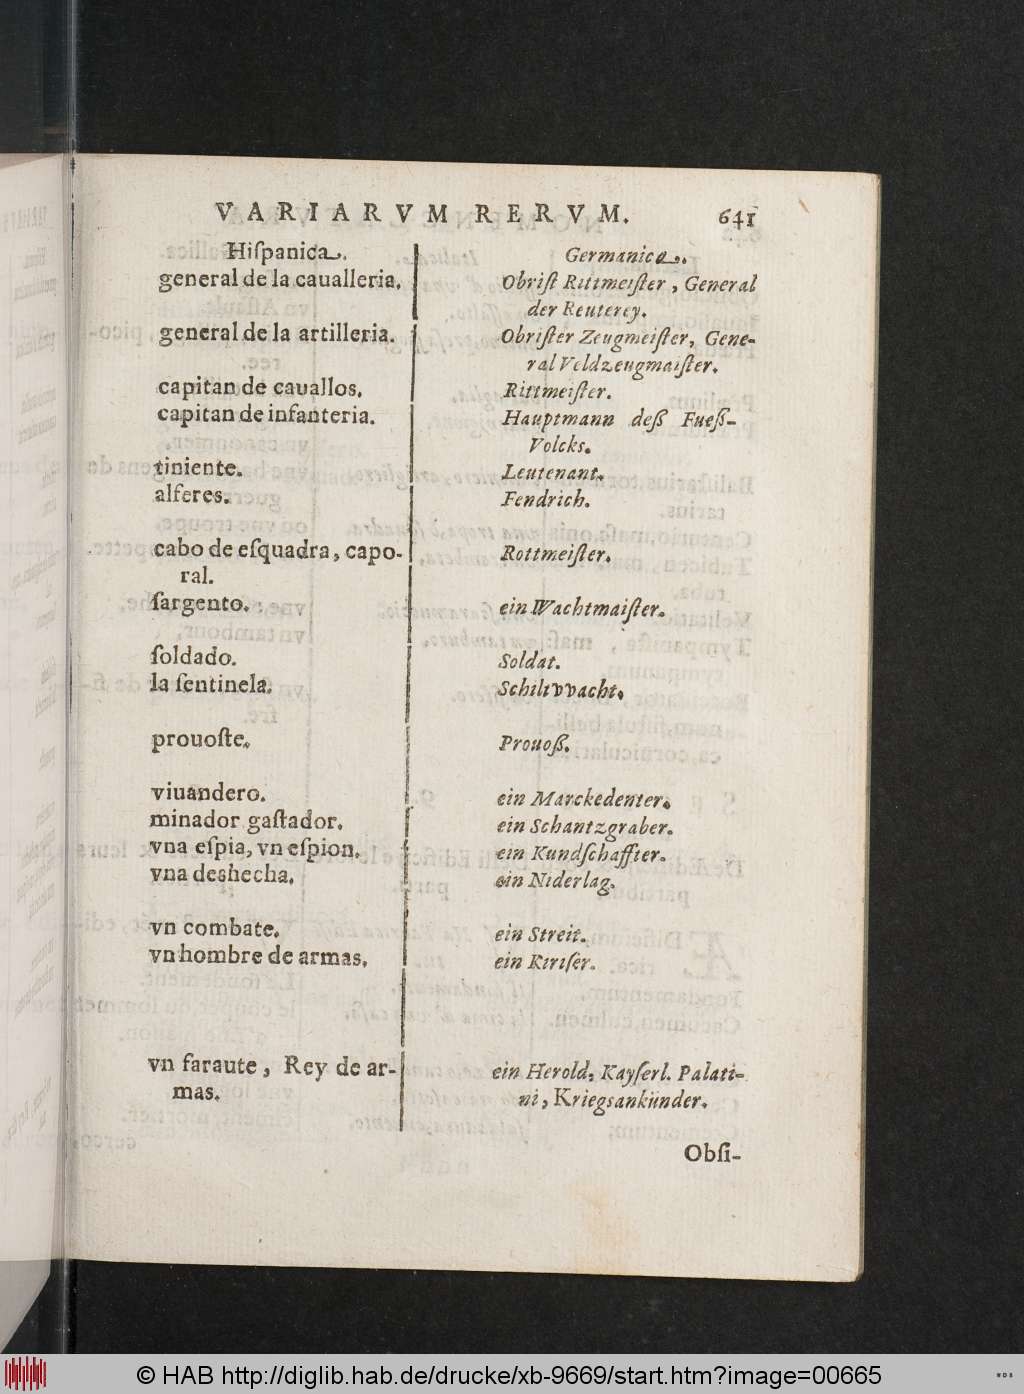 VARIARVM RERVM. 641
Hiſpanica.
general de la caualleria.
general de la artilleria.
capitan de cauallos.
capitan de infanteria.
tiniente.
alferes.
cabo de eſquadra, capo-
ral.
ſargento.
ſoldado.
la ſentinela.
prouoſte.
viuandero.
minador gaſtador.
vna eſpia, vn eſpion.
vna deshecha.
vn combate.
vn hombre de armas.
vn faraute, Rey de ar-
mas.
Germanica.
Obriſt Rittmeiſter, General
der Reuterey.
Obriſter Zeugmeiſter, Gene-
ral Veldzeugmaiſter.
Rittmeiſter.
Hauptmann deß Fueß-
Volcks.
Leutenant.
Fendrich.
Rottmeiſter.
ein Wachtmaiſter.
Soldat.
Schiltvvacht.
Prouoß.
ein Marckedenter.
ein Schantzgraber.
ein Kundſchaffter.
ein Niderlag.
ein Streit.
ein Kiriſer.
ein Herold, Kayſerl. Palati-
ni, Kriegsankünder.
Obſi-
© HAB http://diglib.hab.de/drucke/xb-9669/start.htm?image=00665